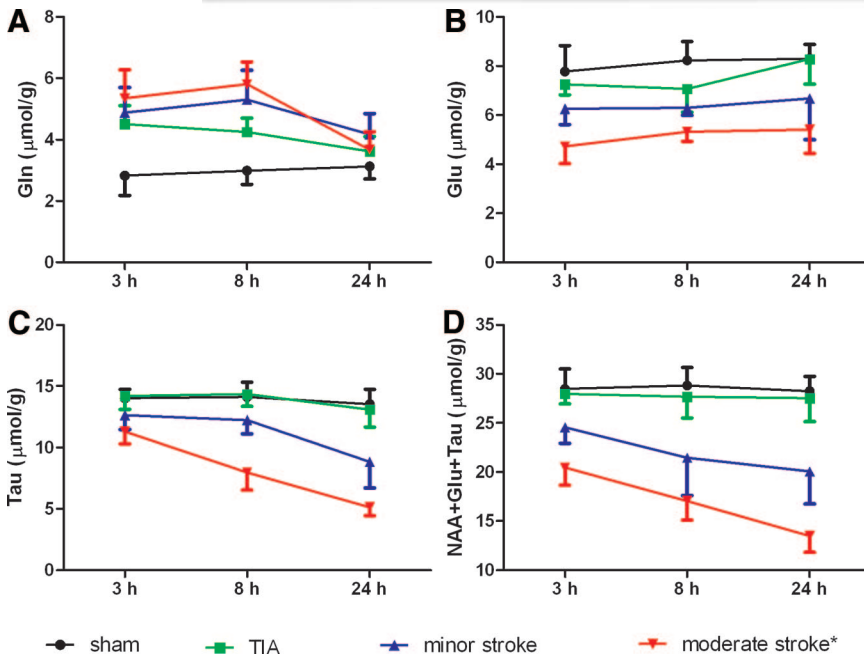 A
Gln (μmol/g)
8
6
4
2
0
3 h 8 h 24 h
B
Glu (μmol/g)
10
8
6
4
2
0
3 h 8 h 24 h
C
Tau (μmol/g)
20
15
10
5
0
3 h 8 h 24 h
D
NAA+Glu+Tau (μmol/g)
35
30
25
20
15
10
3 h 8 h 24 h
sham TIA minor stroke moderate stroke*